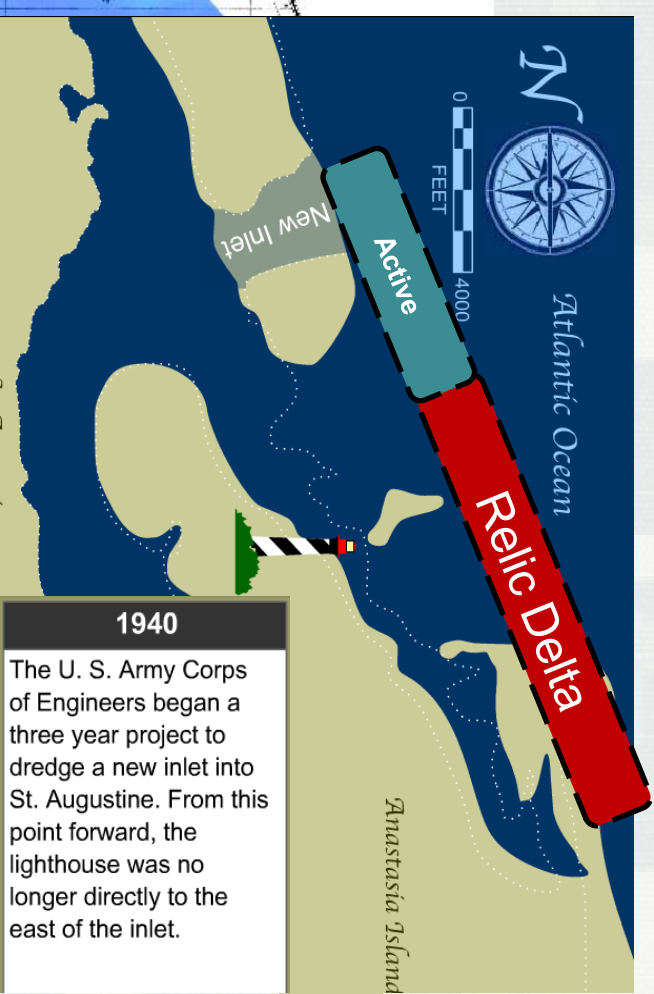 N
0
FEET
4000
New Inlet
Active
Atlantic Ocean
Relic Delta
1940
The U. S. Army Corps
of Engineers began a
three year project to
dredge a new inlet into
St. Augustine. From this
point forward, the
lighthouse was no
longer directly to the
east of the inlet.
Anastasia Island